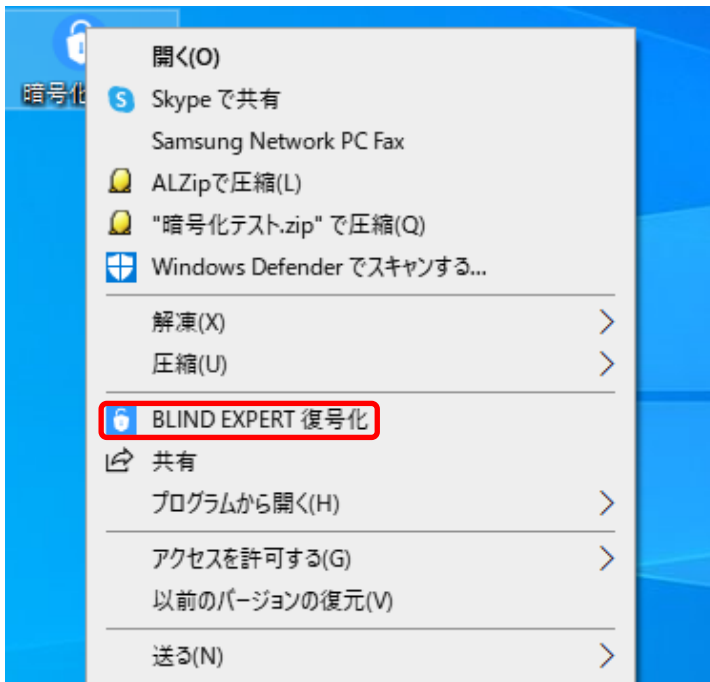 暗号化
開く(O)
Skype で共有
Samsung Network PC Fax
ALZipで圧縮(L)
"暗号化テスト.zip" で圧縮(Q)
Windows Defender でスキャンする...
解凍(X)
圧縮(U)
BLIND EXPERT 復号化
共有
プログラムから開く(H)
アクセスを許可する(G)
以前のバージョンの復元(V)
送る(N)